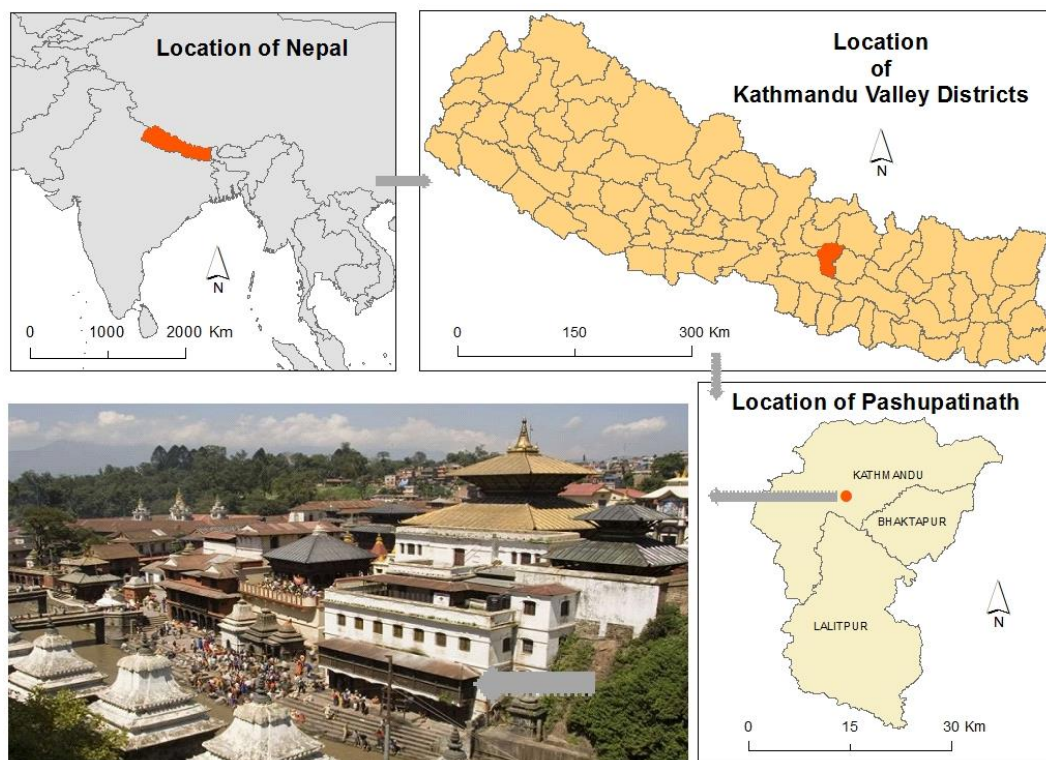 Location of Nepal
N
0 1000 2000 Km
Location
of
Kathmandu Valley Districts
N
0 150 300 Km
Location of Pashupatinath
KATHMANDU
BHAKTAPUR
LALITPUR
N
0 15 30 Km